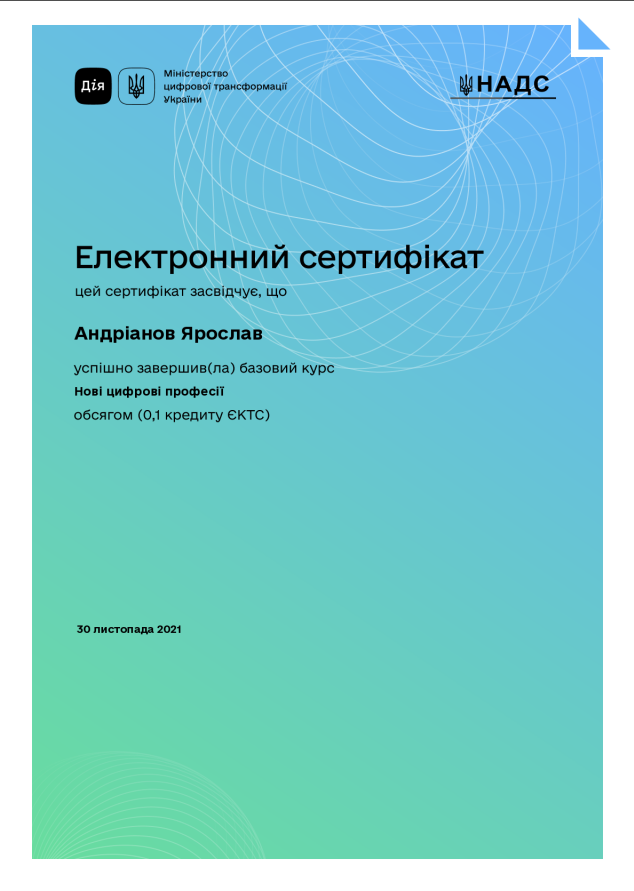 Дія
Міністерство
цифрової трансформації
України
НАДС
Електронний сертифікат
цей сертифікат засвідчує, що
Андріанов Ярослав
успішно завершив(ла) базовий курс
Нові цифрові професії
обсягом (0,1 кредиту ЄКТС)
30 листопада 2021